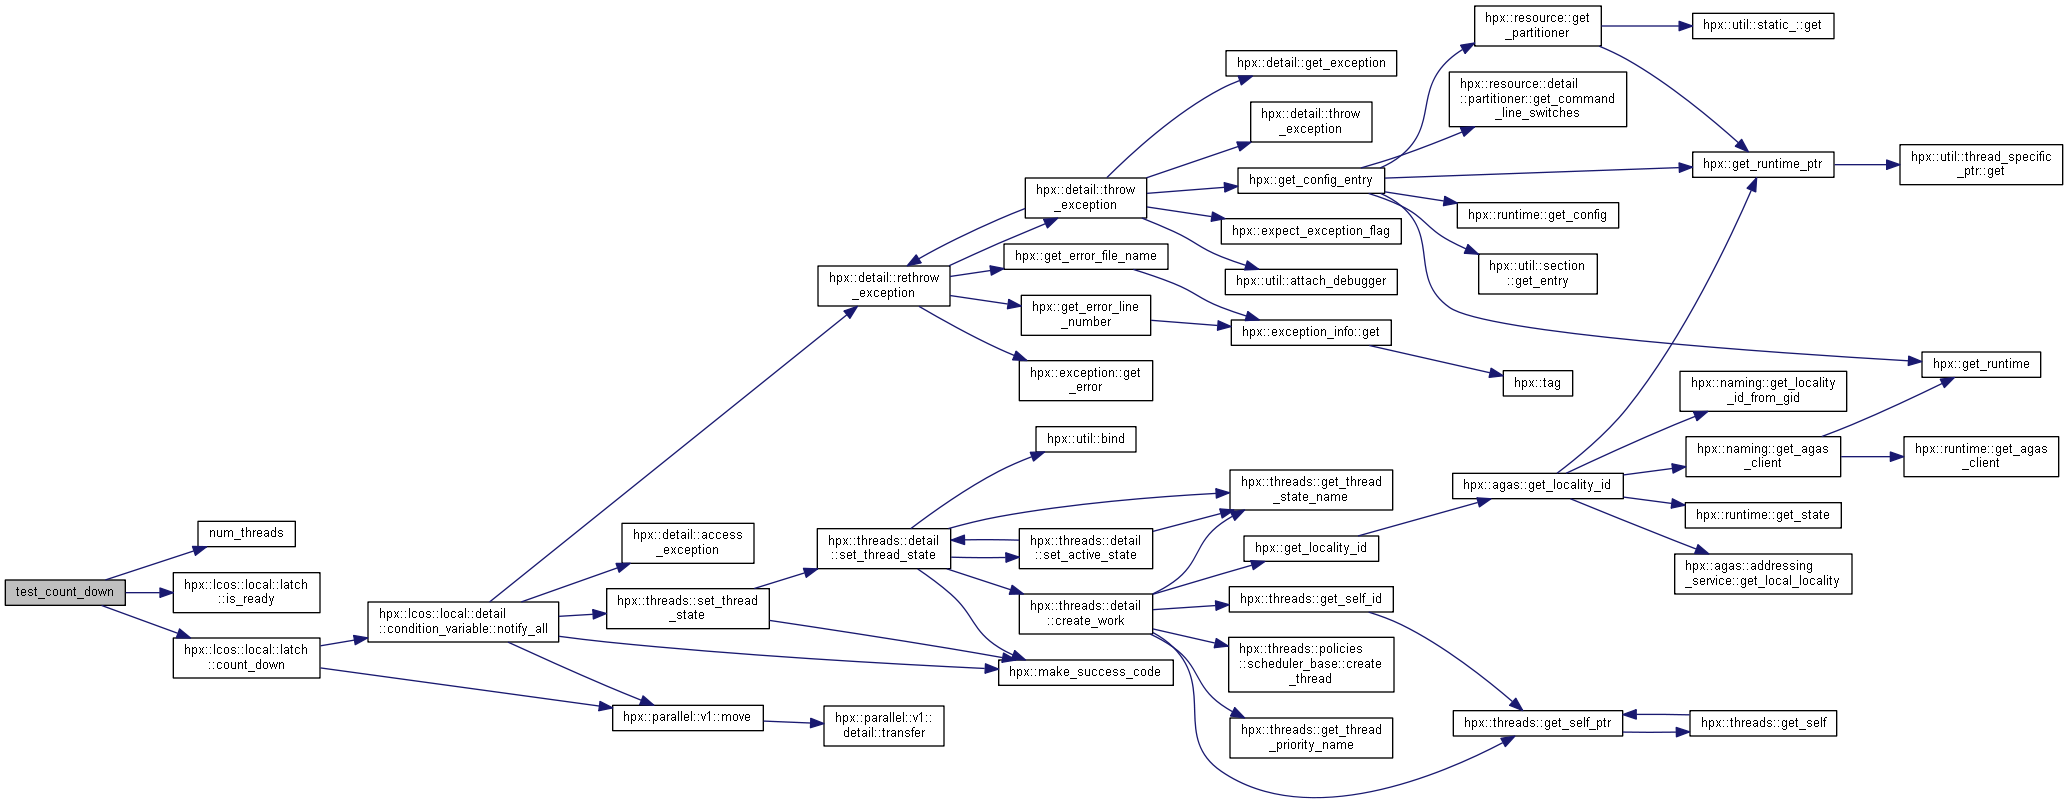 test_count_down
num_threads
hpx::lcos::local::latch
::is_ready
hpx::lcos::local::latch
::count_down
hpx::lcos::local::detail
::condition_variable::notify_all
hpx::detail::access
_exception
hpx::threads::set_thread
_state
hpx::parallel::v1::move
hpx::detail::rethrow
_exception
hpx::threads::detail
::set_thread_state
hpx::parallel::v1::
detail::transfer
hpx::detail::throw
_exception
hpx::get_error_file_name
hpx::get_error_line
_number
hpx::exception::get
_error
hpx::util::bind
hpx::threads::detail
::set_active_state
hpx::threads::detail
::create_work
hpx::make_success_code
hpx::detail::get_exception
hpx::detail::throw
_exception
hpx::get_config_entry
hpx::expect_exception_flag
hpx::util::attach_debugger
hpx::exception_info::get
hpx::threads::get_thread
_state_name
hpx::get_locality_id
hpx::threads::get_self_id
hpx::threads::policies
::scheduler_base::create
_thread
hpx::threads::get_thread
_priority_name
hpx::resource::get
_partitioner
hpx::resource::detail
::partitioner::get_command
_line_switches
hpx::runtime::get_config
hpx::util::section
::get_entry
hpx::tag
hpx::agas::get_locality_id
hpx::threads::get_self_ptr
hpx::util::static_::get
hpx::get_runtime_ptr
hpx::naming::get_locality
_id_from_gid
hpx::naming::get_agas
_client
hpx::runtime::get_state
hpx::agas::addressing
_service::get_local_locality
hpx::threads::get_self
hpx::util::thread_specific
_ptr::get
hpx::get_runtime
hpx::runtime::get_agas
_client